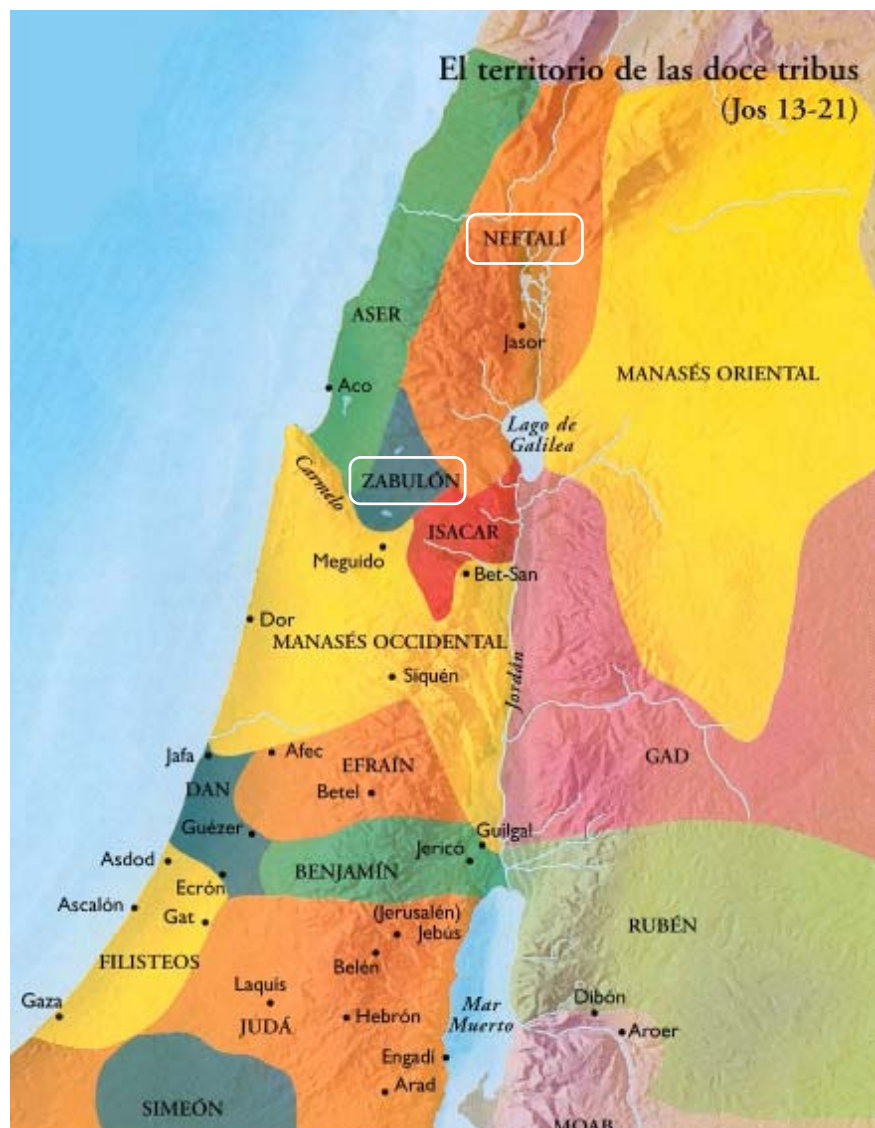 El territorio de las doce tribus
(Jos 13-21)
NEFTALÍ
ASER
Jasor
MANASÉS ORIENTAL
Aco
Lago de
Galilea
Carmelo
ZABULÓN
ISACAR
Meguido
Bet-San
Dor
MANASÉS OCCIDENTAL
Siquén
Jordán
Jafa
Afec
EFRAÍN
GAD
DAN
Betel
Guézer
Guilgal
Jericó
Asdod
BENJAMÍN
Ecrón
Ascalón
Gat
(Jerusalén)
Jebús
RUBÉN
FILISTEOS
Belén
Laquis
Gaza
Hebrón
JUDÁ
Mar
Muerto
Dibón
Aroer
Engadí
Arad
SIMEÓN
MOAB